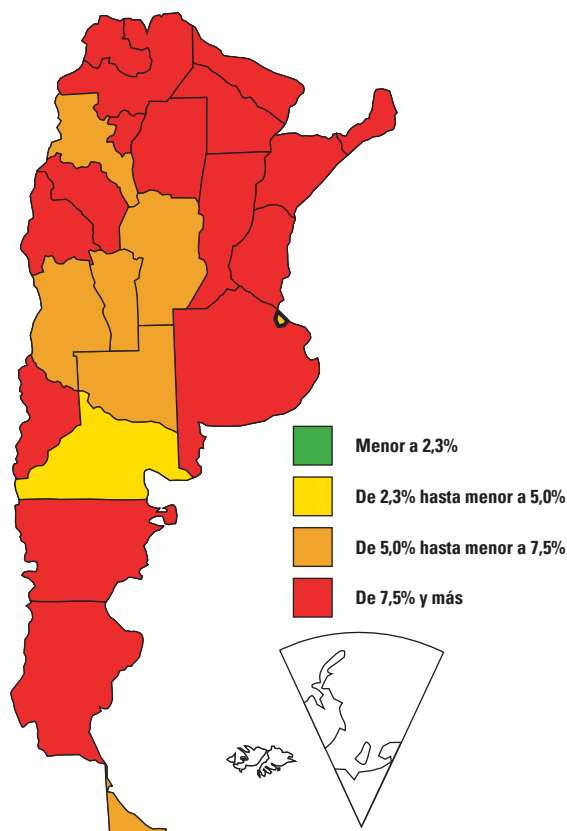 Menor a 2,3%
De 2,3% hasta menor a 5,0%
De 5,0% hasta menor a 7,5%
De 7,5% y más